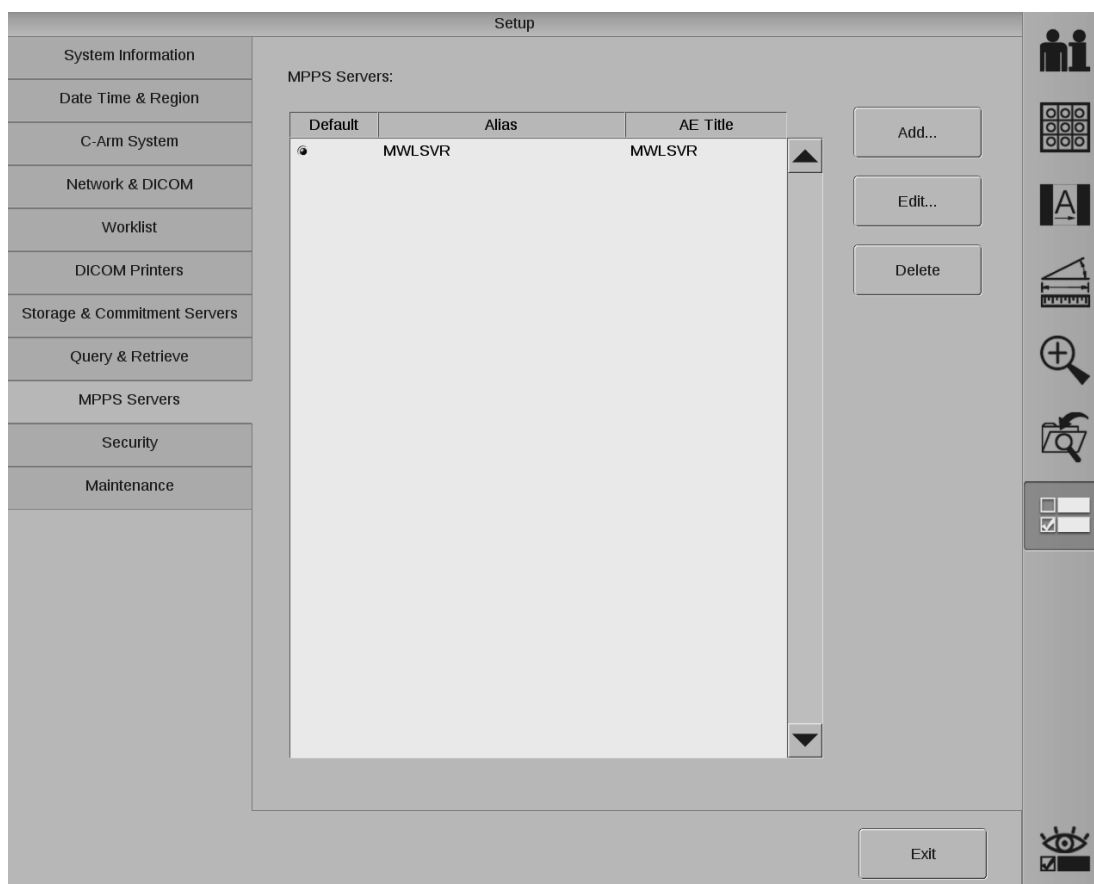 Setup
System Information
Date Time & Region
C-Arm System
Network & DICOM
Worklist
DICOM Printers
Storage & Commitment Servers
Query & Retrieve
MPPS Servers
Security
Maintenance
MPPS Servers:
Default Alias AE Title
MWLSVR MWLSVR
Add...
Edit...
Delete
Exit
A